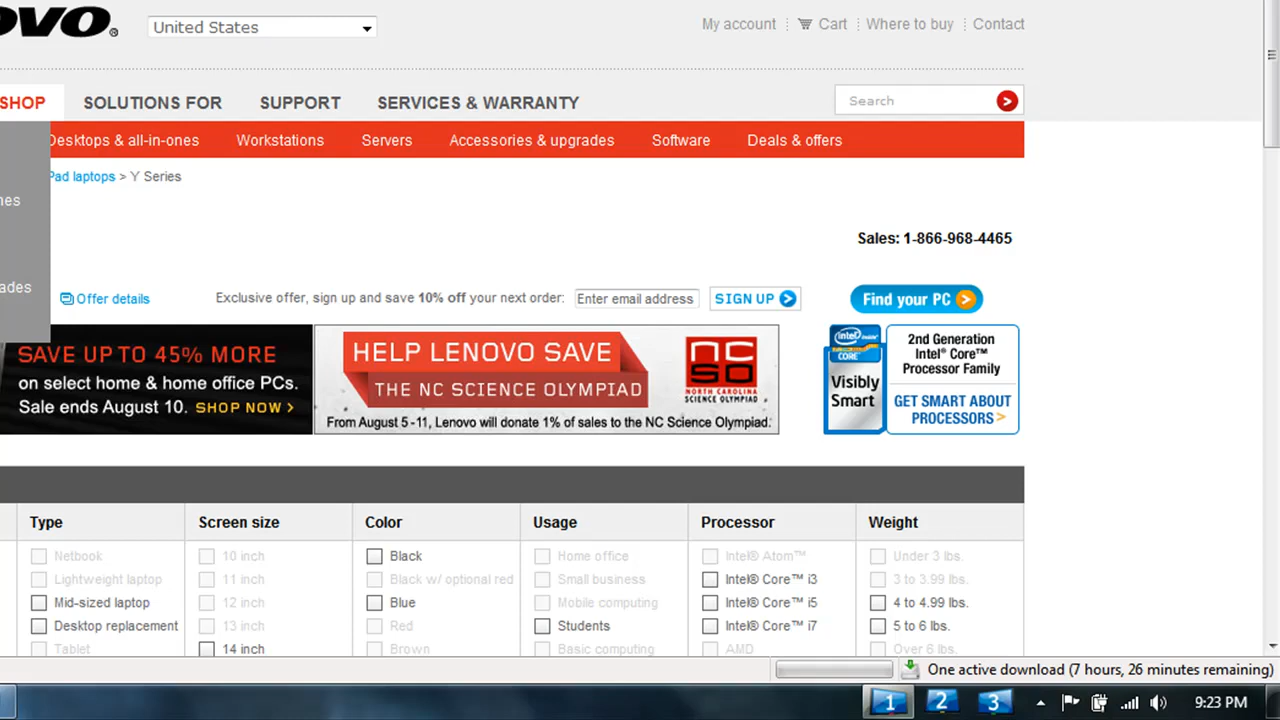 OVO.
United States
My account
Cart
Where to buy
Contact
SHOP
SOLUTIONS FOR
SUPPORT
SERVICES & WARRANTY
Search
Desktops & all-in-ones
Workstations
Servers
Accessories & upgrades
Software
Deals & offers
Pad laptops > Y Series
nes
Sales: 1-866-968-4465
ades
Offer details
Exclusive offer, sign up and save 10% off your next order:
Enter email address
SIGN UP
Find your PC
SAVE UP TO 45% MORE
on select home & home office PCs.
Sale ends August 10. SHOP NOW >
HELP LENOVO SAVE
THE NC SCIENCE OLYMPIAD
From August 5-11, Lenovo will donate 1% of sales to the NC Science Olympiad.
NC
SO
NORTH CAROLINA
SCIENCE OLYMPIAD
intel inside
CORE
Visibly
Smart
2nd Generation
Intel® Core™
Processor Family
GET SMART ABOUT
PROCESSORS >
Type
Netbook
Lightweight laptop
Mid-sized laptop
Desktop replacement
Tablet
Screen size
10 inch
11 inch
12 inch
13 inch
14 inch
Color
Black
Black w/ optional red
Blue
Red
Brown
Usage
Home office
Small business
Mobile computing
Students
Basic computing
Processor
Intel® Atom™
Intel® Core™ i3
Intel® Core™ i5
Intel® Core™ i7
AMD
Weight
Under 3 lbs.
3 to 3.99 lbs.
4 to 4.99 lbs.
5 to 6 lbs.
Over 6 lbs.
One active download (7 hours, 26 minutes remaining)
1
2
3
9:23 PM